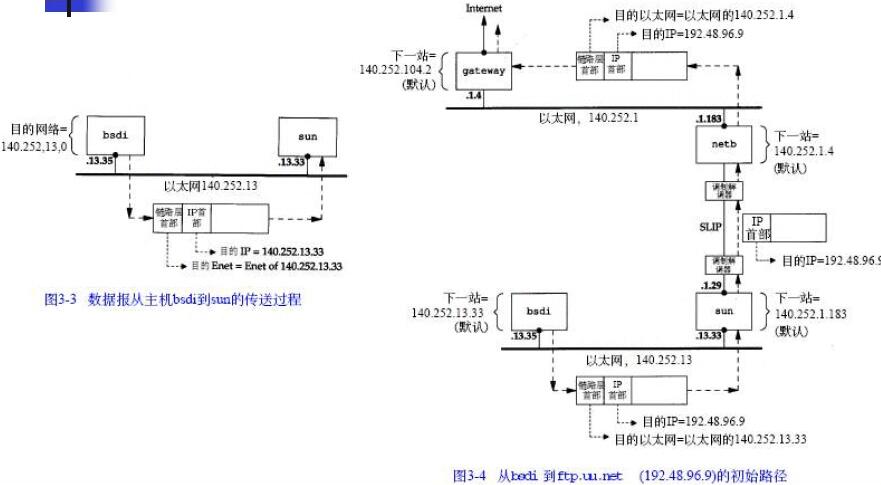 目的网络=
140.252,13,0
bsdi
sun
.13.35
.13.33
以太网140.252.13
链路层
首部
IP首
部
目的 IP = 140.252.13.33
目的 Enet = Enet of 140.252.13.33
图3-3 数据报从主机bsdi到sun的传送过程
Internet
目的以太网=以太网的140.252.1.4
目的IP=192.48.96.9
下一站=
140.252.104.2
(默认)
gateway
链路层
首部
IP
首部
.1.4
以太网，140.252.1
.1.183
netb
下一站=
140.252.1.4
(默认)
调制解
调器
SLIP
IP
首部
目的IP=192.48.96.9
调制解
调器
.1.29
下一站=
140.252.13.33
(默认)
bsdi
sun
下一站=
140.252.1.183
(默认)
.13.35
.13.33
以太网，140.252.13
链路层
首部
IP
首部
目的IP=192.48.96.9
目的以太网=以太网的140.252.13.33
图3-4 从bsdi 到ftp.uu.net (192.48.96.9)的初始路径